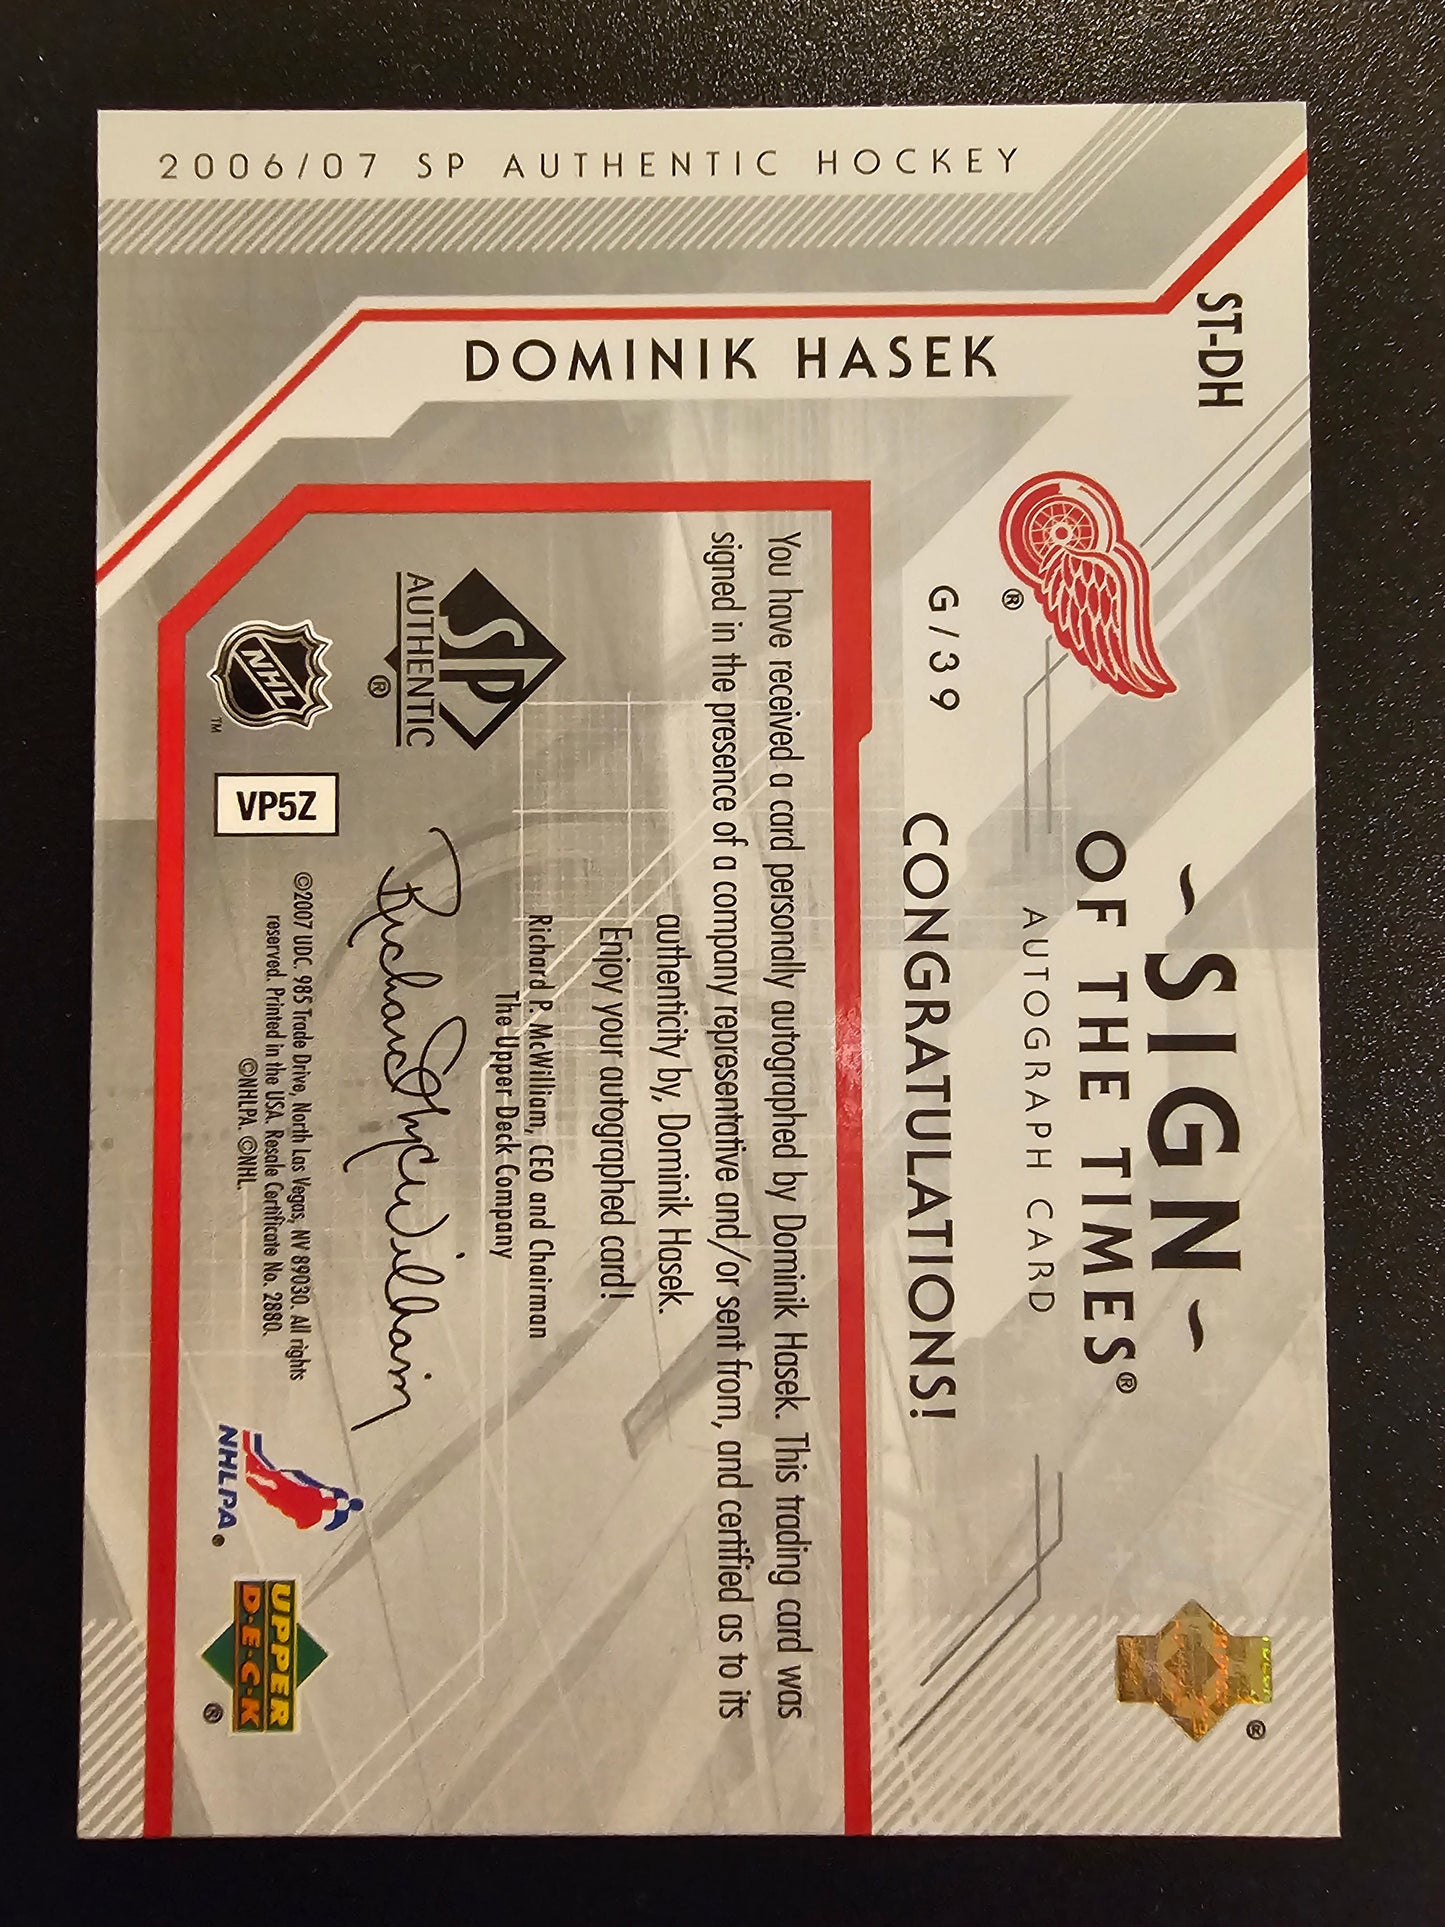 2006/07 SP AUTHENTIC HOCKEY
DOMINIK HASEK
ST-DH
G/39
~SIGN~
OF THE TIMES®
AUTOGRAPH CARD
CONGRATULATIONS!
You have received a card personally autographed by Dominik Hasek. This trading card was
signed in the presence of a company representative and/or sent from, and certified as to its
authenticity by, Dominik Hasek.
Enjoy your autographed card!
Richard P. McWilliam, CEO and Chairman
The Upper Deck Company
Richard P. McWilliam
SP
AUTHENTIC
®
NHL
TM
VP5Z
©2007 UDC. 985 Trade Drive, North Las Vegas, NV 89030. All rights
reserved. Printed in the USA. Resale Certificate No. 2880.
©NHLPA. ©NHL.
NHLPA
UPPER
D·E·C·K
®
®
®